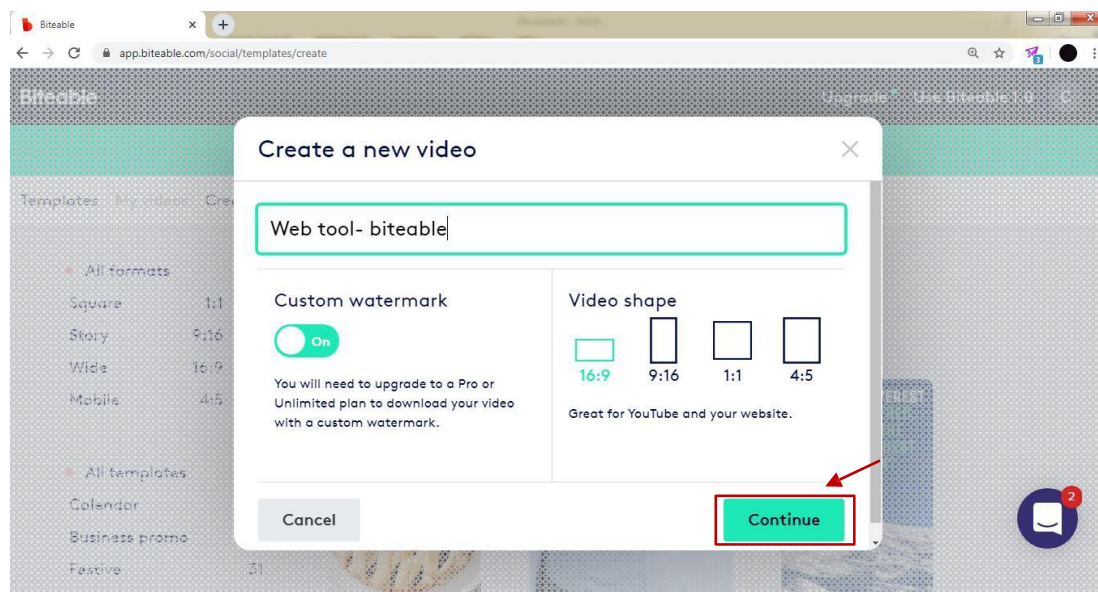 Biteable
app.biteable.com/social/templates/create
3
Biteable
Upgrade Use Biteable 1.0 C
Create a new video
Templates My videos Cre
Web tool- biteable
All formats
Square 1:1
Story 9:16
Wide 16:9
Mobile 4:5
Custom watermark
On
You will need to upgrade to a Pro or
Unlimited plan to download your video
with a custom watermark.
Video shape
16:9 9:16 1:1 4:5
Great for YouTube and your website.
All templates
Calendar
Business promo
Festive 31
Cancel
Continue
2